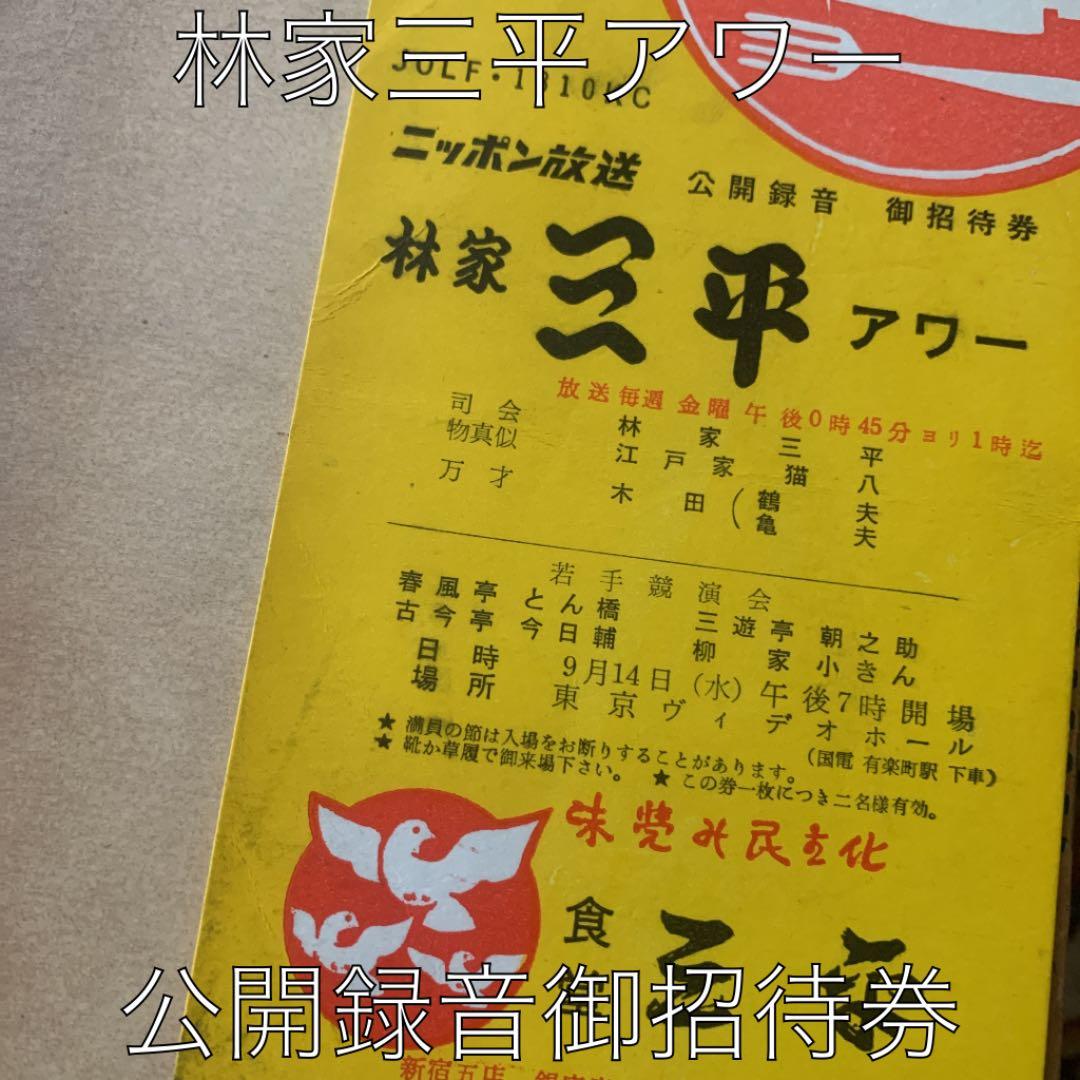 林家三平アワー
JOLF・1310KC
ニッポン放送 公開録音 御招待券
林家 三平 アワー
放送毎週金曜午後0時45分ヨリ1時迄
司会 林家三平
物真似 江戸家猫八
万才 木田(鶴夫
亀夫
若手競演会
春風亭とん橋 三遊亭朝之助
古今亭今日輔 柳家小きん
日時 9月14日(水)午後7時開場
場所 東京ヴィデオホール
(国電 有楽町駅 下車)
★ 満員の節は入場をお断りすることがあります。
★ 靴か草履で御来場下さい。 ★ この券一枚につき二名様有効。
味覚の民主化
食
公開録音御招待券
新宿五店